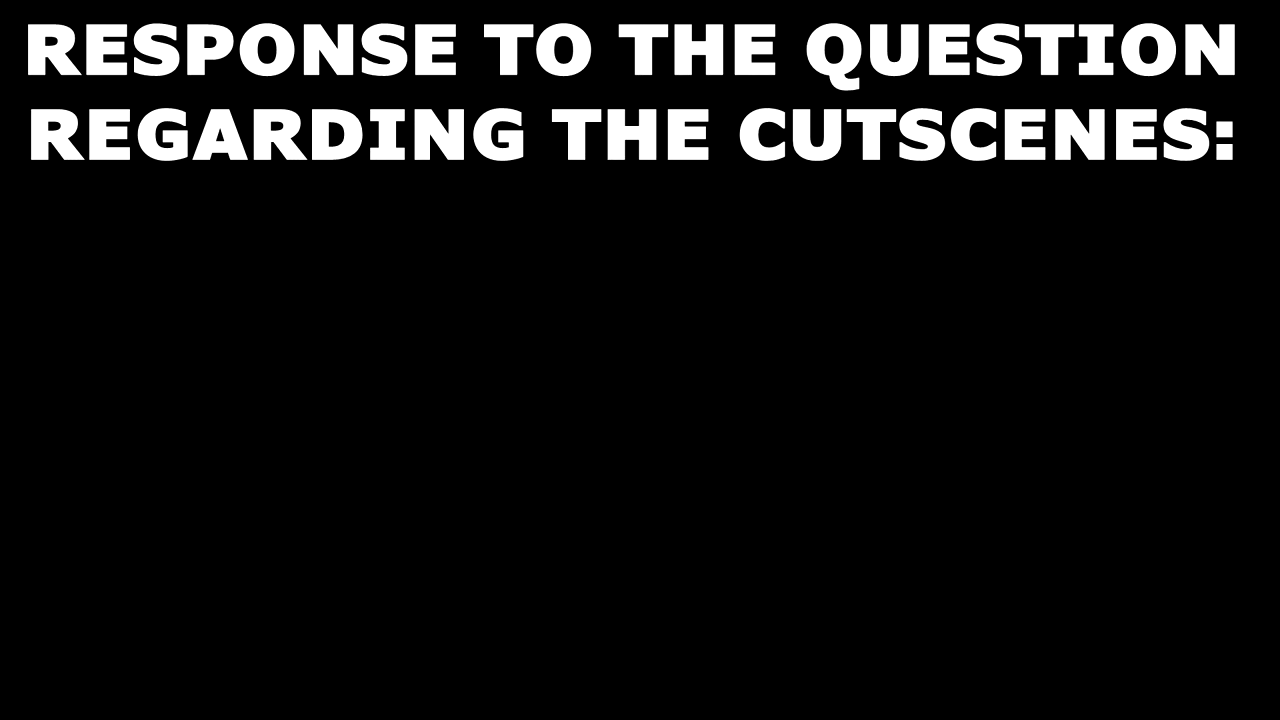 RESPONSE TO THE QUESTION
REGARDING THE CUTSCENES: